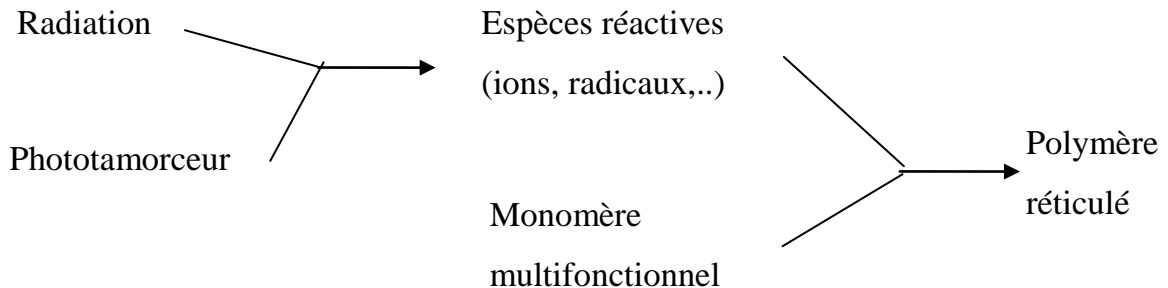 Radiation
Phototamorceur
Espèces réactives
(ions, radicaux,..)
Monomère
multifonctionnel
Polymère
réticulé